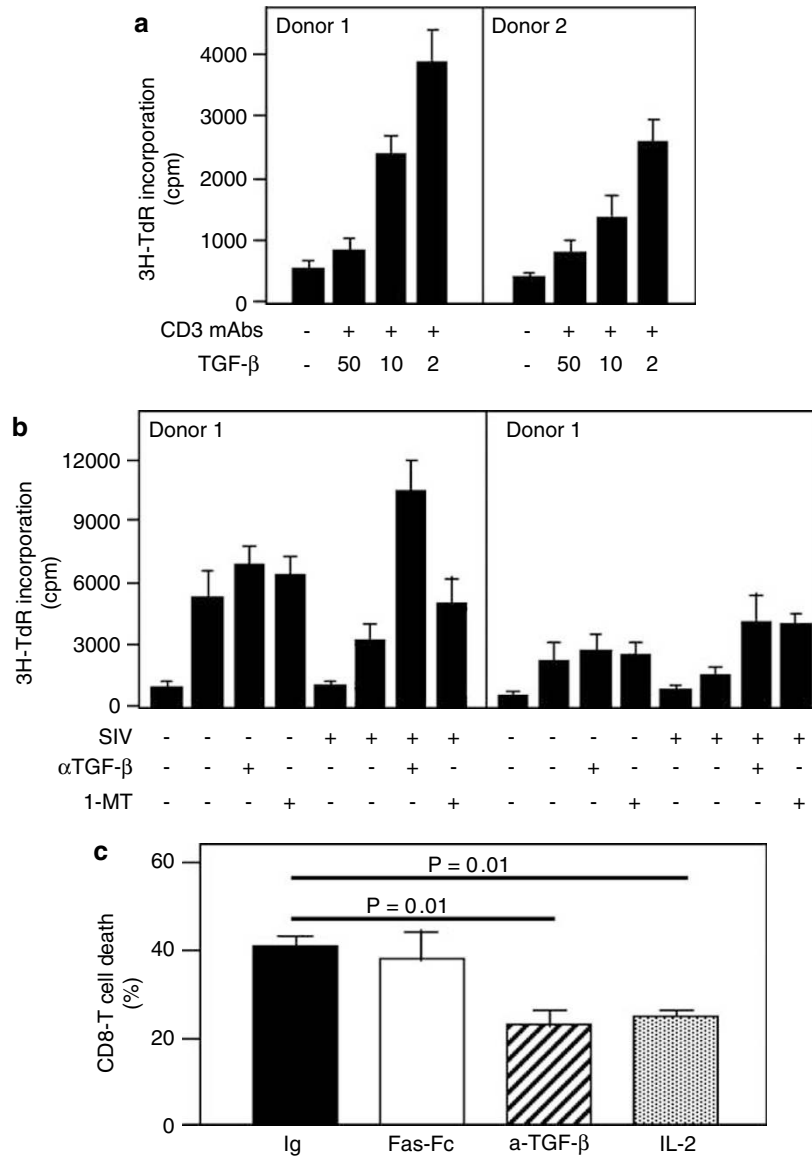 a
Donor 1
Donor 2
3H-TdR incorporation
(cpm)
4000
3000
2000
1000
0
CD3 mAbs - + + + - + + +
TGF-β - 50 10 2 - 50 10 2
b
Donor 1
Donor 1
3H-TdR incorporation
(cpm)
12000
9000
6000
3000
0
SIV - - - - + + + + - - - - + + + +
αTGF-β - - + - - - + - - - + - - - + -
1-MT - - - + - - - + - - - + - - - +
c
CD8-T cell death
(%)
60
40
20
0
P = 0.01
P = 0.01
Ig Fas-Fc a-TGF-β IL-2